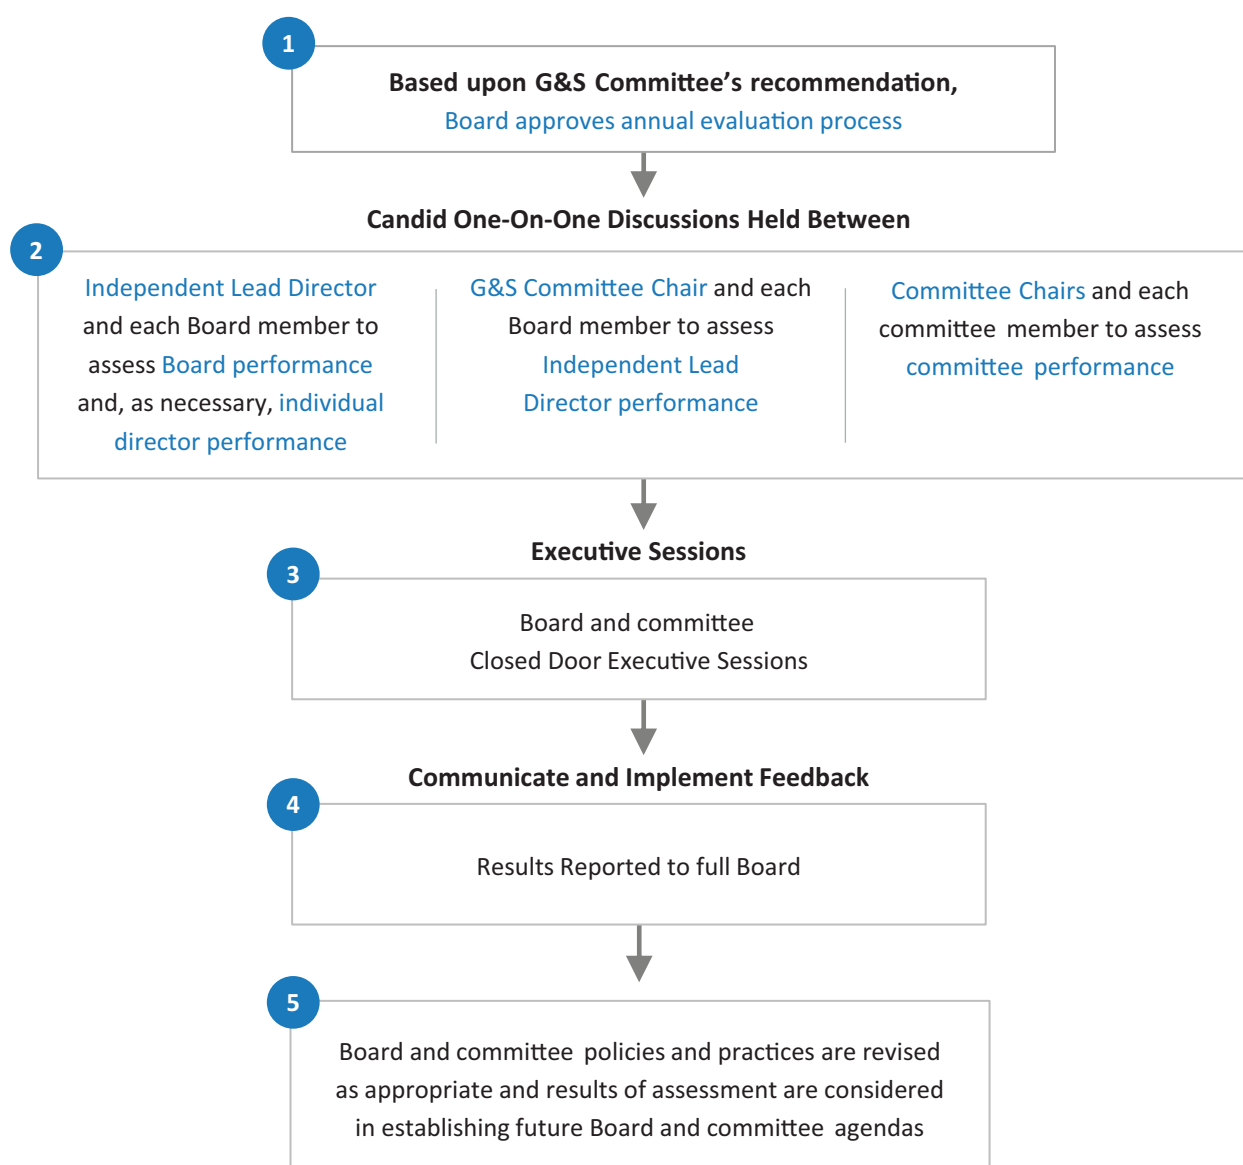 1
Based upon G&S Committee's recommendation,
Board approves annual evaluation process
Candid One-On-One Discussions Held Between
2
Independent Lead Director
and each Board member to
assess Board performance
and, as necessary, individual
director performance
G&S Committee Chair and each
Board member to assess
Independent Lead
Director performance
Committee Chairs and each
committee member to assess
committee performance
Executive Sessions
3
Board and committee
Closed Door Executive Sessions
Communicate and Implement Feedback
4
Results Reported to full Board
5
Board and committee policies and practices are revised
as appropriate and results of assessment are considered
in establishing future Board and committee agendas